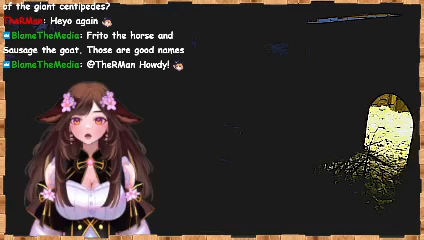 of the giant centipedes?
TheRMan: Heyo again
BlameTheMedia: Frito the horse and
Sausage the goat. Those are good names
BlameTheMedia: @TheRMan Howdy!